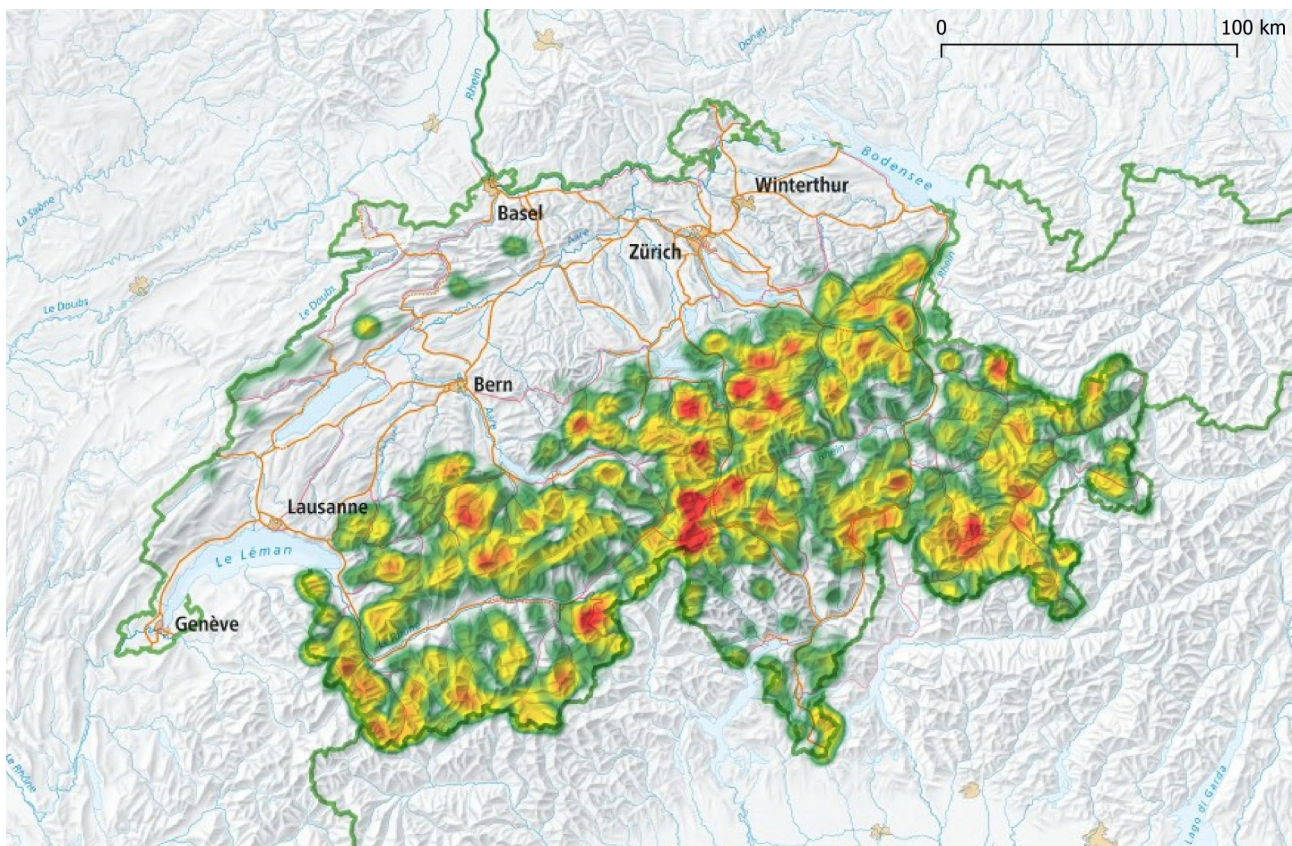 0 100 km
Donau
Rhein
Bodensee
Winterthur
Basel
La Saône
Aare
Zürich
Le Doubs
Le Doubs
Rhein
Bern
Aare
Rhein
Lausanne
Le Léman
Genève
Le Rhône
Lago di Garda